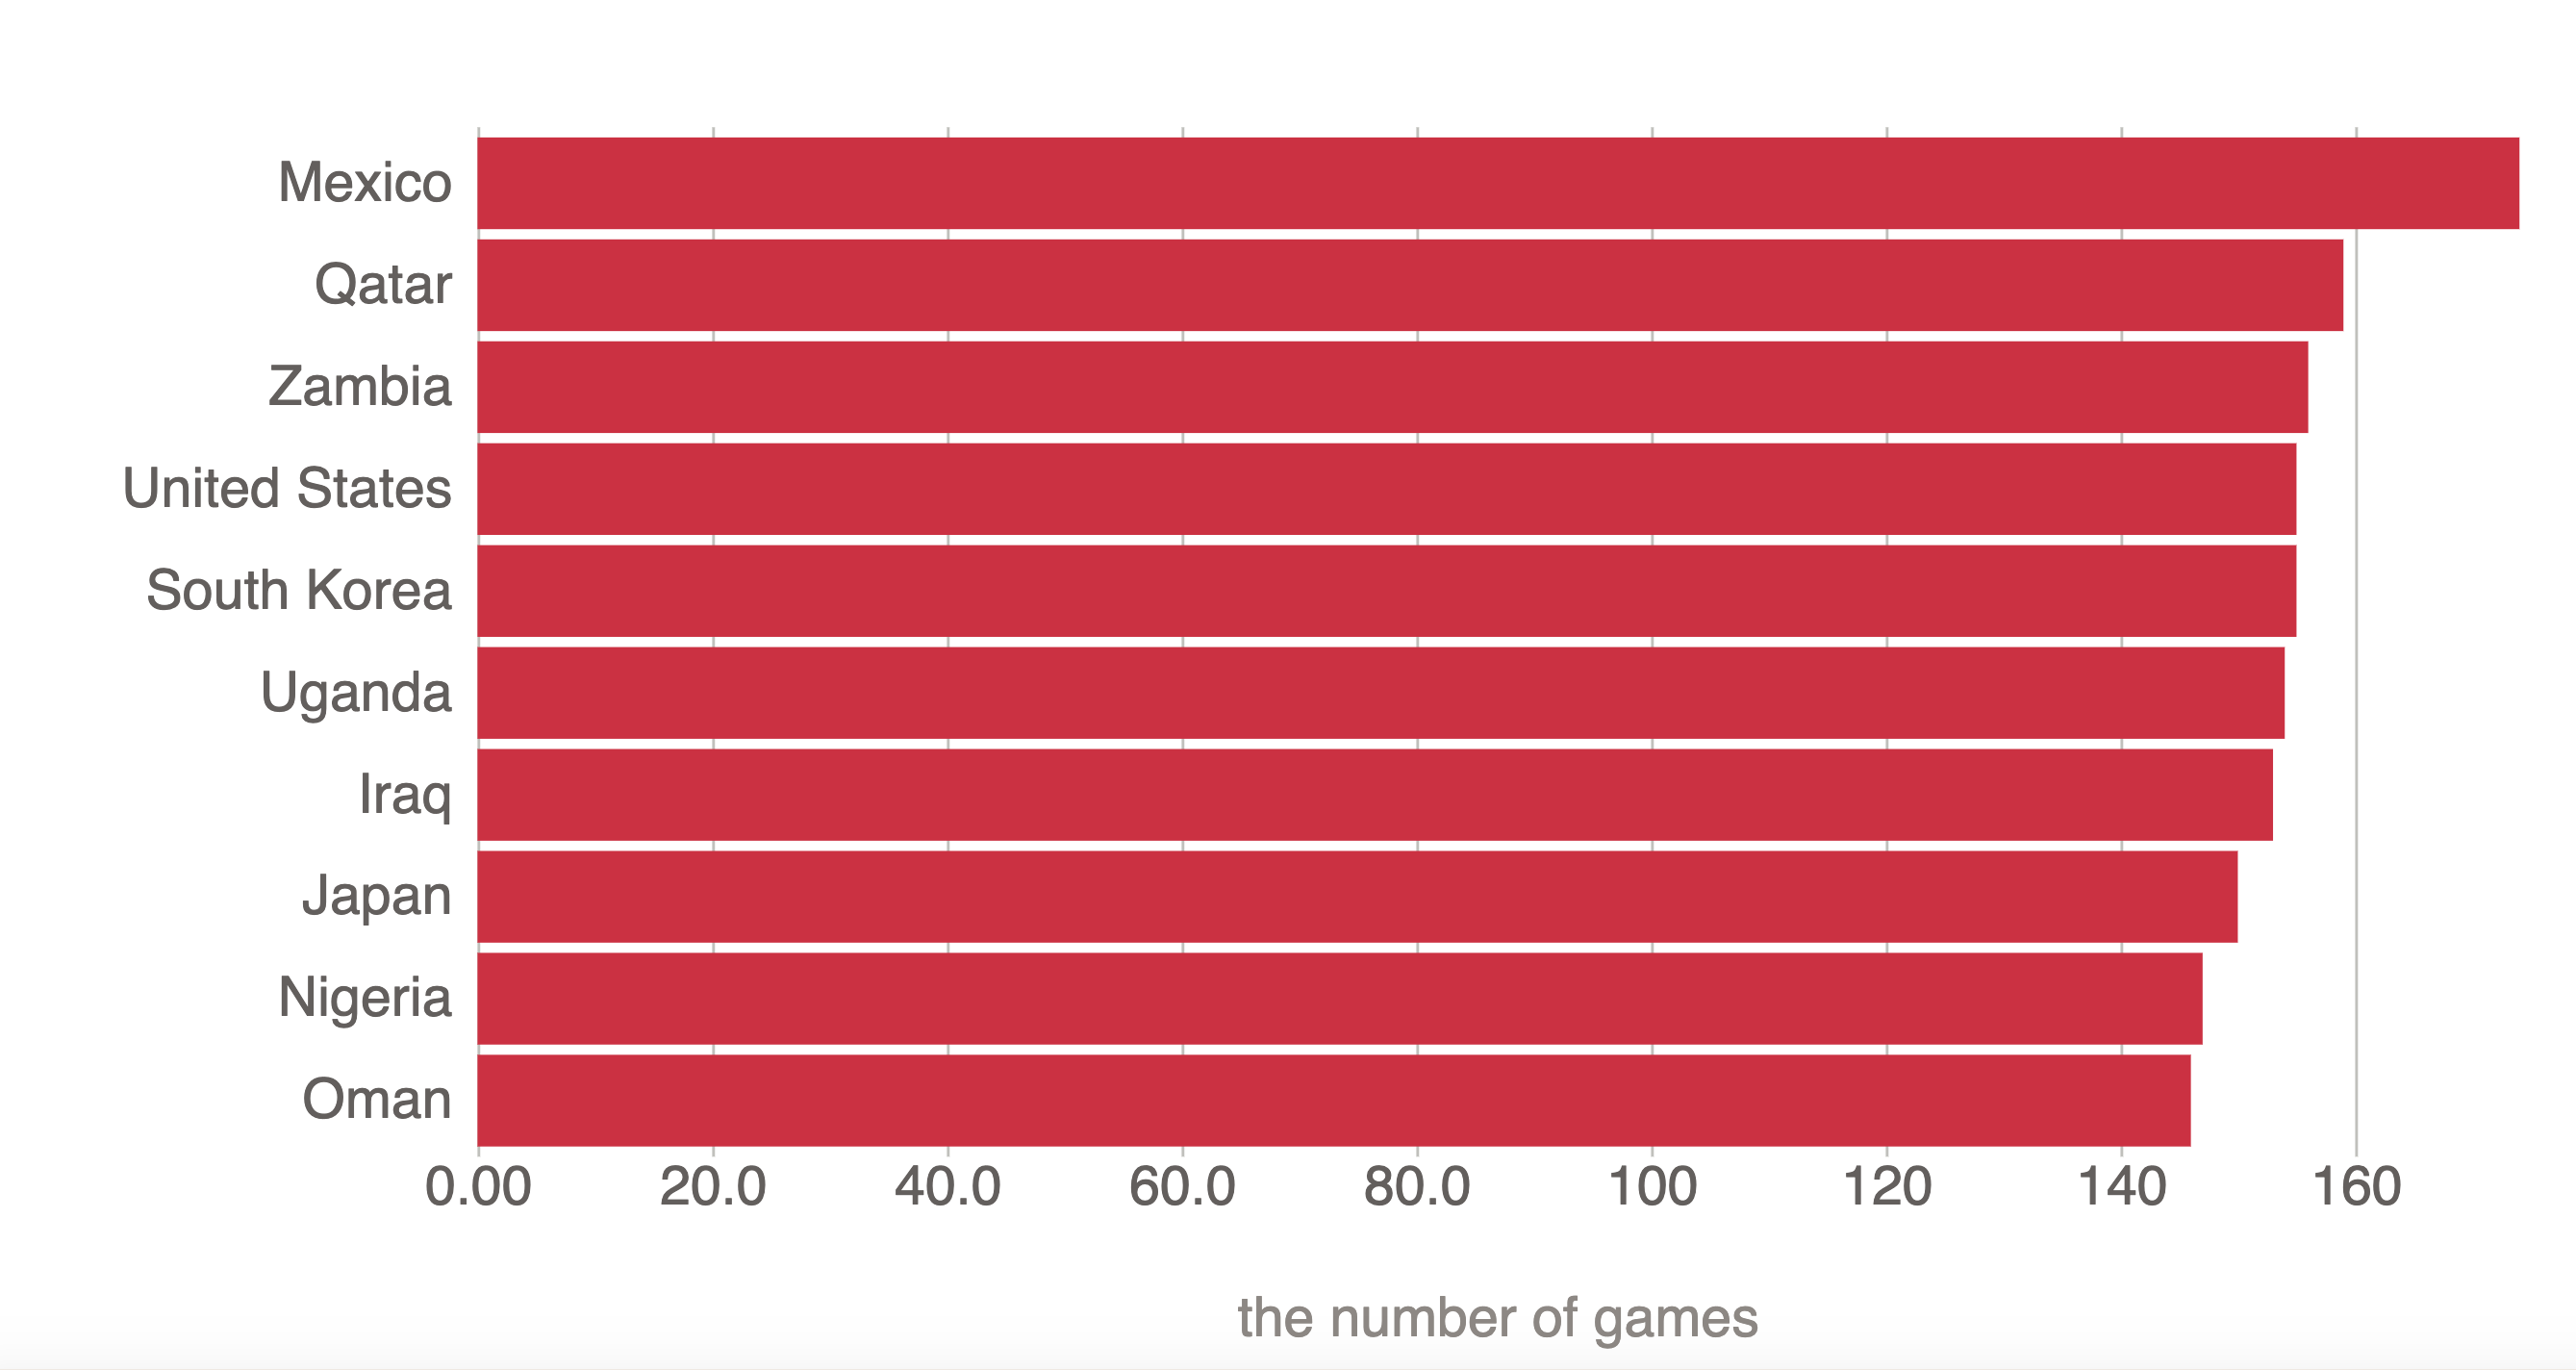 Mexico
Qatar
Zambia
United States
South Korea
Uganda
Iraq
Japan
Nigeria
Oman
0.00 20.0 40.0 60.0 80.0 100 120 140 160
the number of games